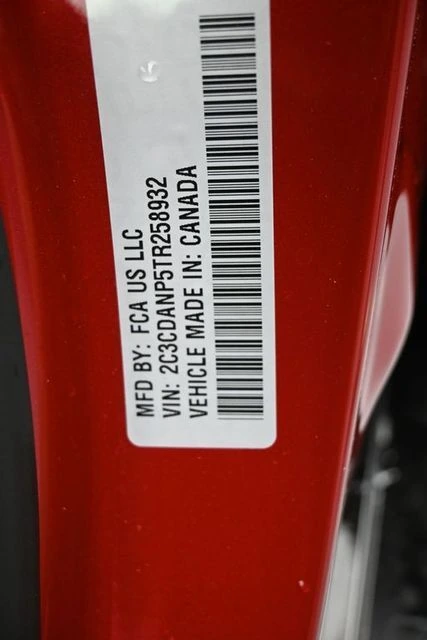 MFD BY: FCA US LLC
VIN: 2C3CDANP5TR258932
VEHICLE MADE IN: CANADA